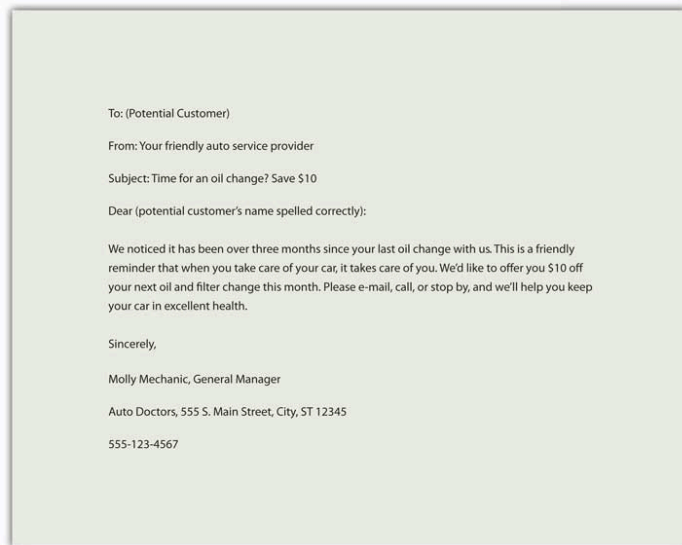 To: (Potential Customer)
From: Your friendly auto service provider
Subject: Time for an oil change? Save $10
Dear (potential customer's name spelled correctly):
We noticed it has been over three months since your last oil change with us. This is a friendly
reminder that when you take care of your car, it takes care of you. We'd like to offer you $10 off
your next oil and filter change this month. Please e-mail, call, or stop by, and we'll help you keep
your car in excellent health.
Sincerely,
Molly Mechanic, General Manager
Auto Doctors, 555 S. Main Street, City, ST 12345
555-123-4567